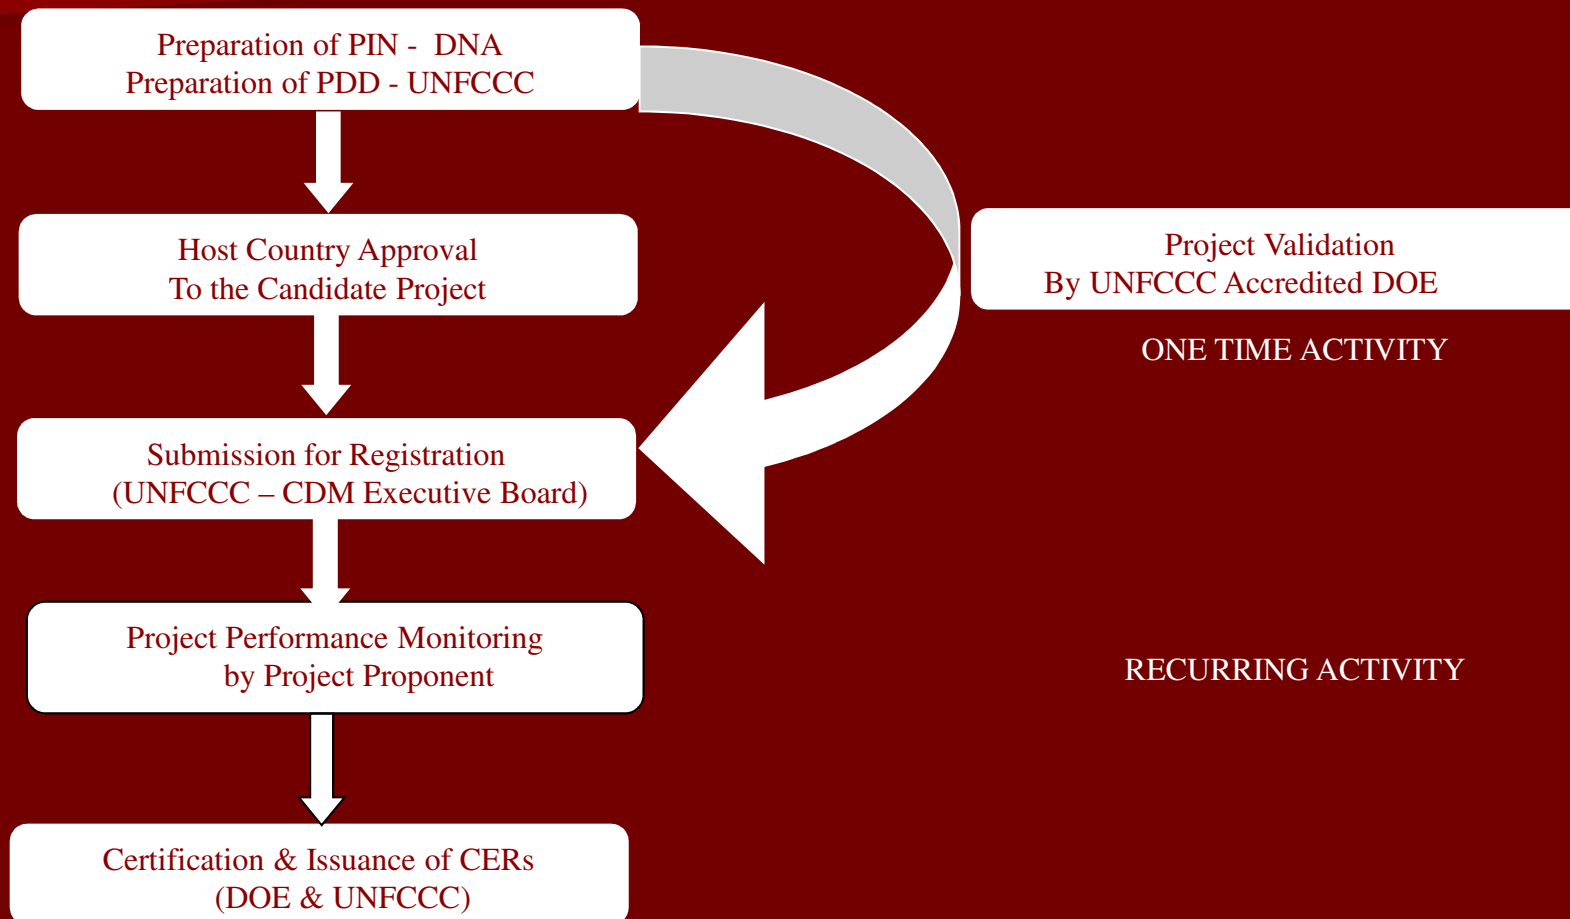 Preparation of PIN - DNA
Preparation of PDD - UNFCCC
Host Country Approval
To the Candidate Project
Project Validation
By UNFCCC Accredited DOE
ONE TIME ACTIVITY
Submission for Registration
(UNFCCC – CDM Executive Board)
Project Performance Monitoring
by Project Proponent
RECURRING ACTIVITY
Certification & Issuance of CERs
(DOE & UNFCCC)